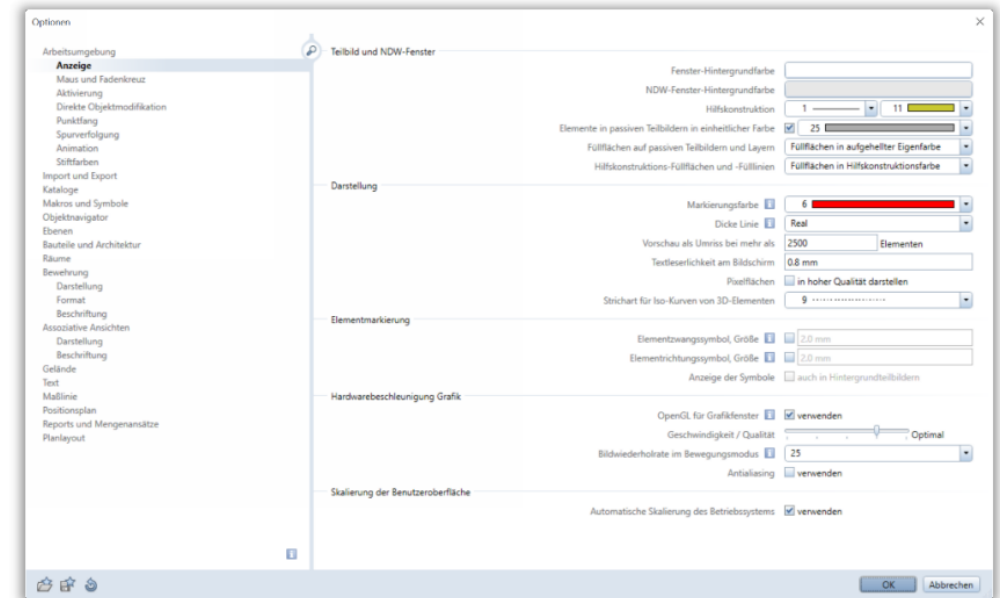 Optionen
Arbeitsumgebung
Anzeige
Maus und Fadenkreuz
Aktivierung
Direkte Objektmodifikation
Punktfang
Spurverfolgung
Animation
Stiftfarben
Import und Export
Kataloge
Makros und Symbole
Objektnavigator
Ebenen
Bauteile und Architektur
Räume
Bewehrung
Darstellung
Format
Beschriftung
Assoziative Ansichten
Darstellung
Beschriftung
Gelände
Text
Maßlinie
Positionsplan
Reports und Mengenansätze
Planlayout
Teilbild und NDW-Fenster
Fenster-Hintergrundfarbe
NDW-Fenster-Hintergrundfarbe
Hilfskonstruktion 1 11
Elemente in passiven Teilbildern in einheitlicher Farbe 25
Füllflächen auf passiven Teilbildern und Layern Füllflächen in aufgehellter Eigenfarbe
Hilfskonstruktions-Füllflächen und -Fülllinien Füllflächen in Hilfskonstruktionsfarbe
Darstellung
Markierungsfarbe 6
Dicke Linie Real
Vorschau als Umriss bei mehr als 2500 Elementen
Textleserlichkeit am Bildschirm 0.8 mm
Pixelflächen in hoher Qualität darstellen
Strichart für Iso-Kurven von 3D-Elementen 9
Elementmarkierung
Elementzwangssymbol, Größe 2.0 mm
Elementrichtungssymbol, Größe 2.0 mm
Anzeige der Symbole auch in Hintergrundteilbildern
Hardwarebeschleunigung Grafik
OpenGL für Grafikfenster verwenden
Geschwindigkeit / Qualität Optimal
Bildwiederholrate im Bewegungsmodus 25
Antialiasing verwenden
Skalierung der Benutzeroberfläche
Automatische Skalierung des Betriebssystems verwenden
OK Abbrechen